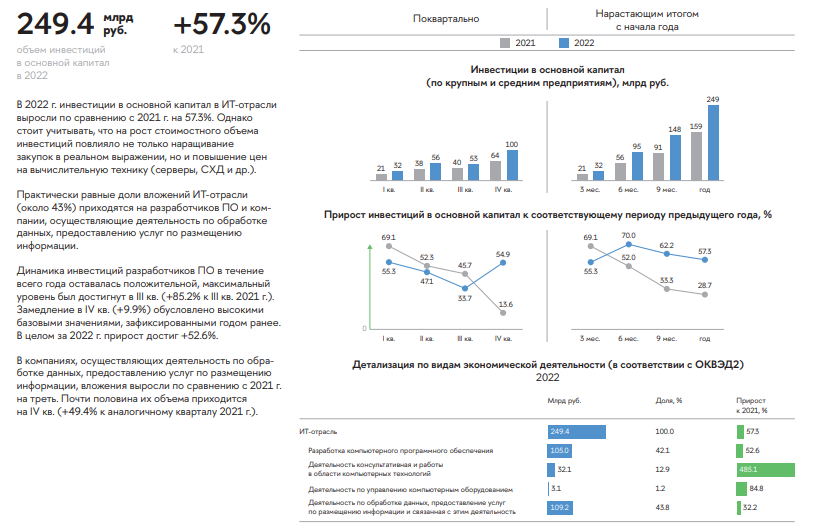 249.4 млрд руб.
объем инвестиций
в основной капитал
в 2022
+57.3%
к 2021
В 2022 г. инвестиции в основной капитал в ИТ-отрасли
выросли по сравнению с 2021 г. на 57.3%. Однако
стоит учитывать, что на рост стоимостного объема
инвестиций повлияло не только наращивание
закупок в реальном выражении, но и повышение цен
на вычислительную технику (серверы, СХД и др.).
Практически равные доли вложений ИТ-отрасли
(около 43%) приходятся на разработчиков ПО и ком-
пании, осуществляющие деятельность по обработке
данных, предоставлению услуг по размещению
информации.
Динамика инвестиций разработчиков ПО в течение
всего года оставалась положительной, максимальный
уровень был достигнут в III кв. (+85.2% к III кв. 2021 г.).
Замедление в IV кв. (+9.9%) обусловлено высокими
базовыми значениями, зафиксированными годом ранее.
В целом за 2022 г. прирост достиг +52.6%.
В компаниях, осуществляющих деятельность по обра-
ботке данных, предоставлению услуг по размещению
информации, вложения выросли по сравнению с 2021 г.
на треть. Почти половина их объема приходится
на IV кв. (+49.4% к аналогичному кварталу 2021 г.).
Поквартально
Нарастающим итогом
с начала года
2021 2022
Инвестиции в основной капитал
(по крупным и средним предприятиям), млрд руб.
21 32 38 56 40 53 64 100
I кв. II кв. III кв. IV кв.
21 32 56 95 91 148 159 249
3 мес. 6 мес. 9 мес. год
Прирост инвестиций в основной капитал к соответствующему периоду предыдущего года, %
69.1 52.3 45.7 54.9
55.3 47.1 33.7 13.6
0
I кв. II кв. III кв. IV кв.
69.1 70.0 62.2 57.3
55.3 52.0 33.3 28.7
3 мес. 6 мес. 9 мес. год
Детализация по видам экономической деятельности (в соответствии с ОКВЭД2)
2022
Млрд руб. Доля, % Прирост
к 2021, %
ИТ-отрасль 249.4 100.0 57.3
Разработка компьютерного программного обеспечения 105.0 42.1 52.6
Деятельность консультативная и работы
в области компьютерных технологий 32.1 12.9 485.1
Деятельность по управлению компьютерным оборудованием 3.1 1.2 84.8
Деятельность по обработке данных, предоставление услуг
по размещению информации и связанная с этим деятельность 109.2 43.8 32.2